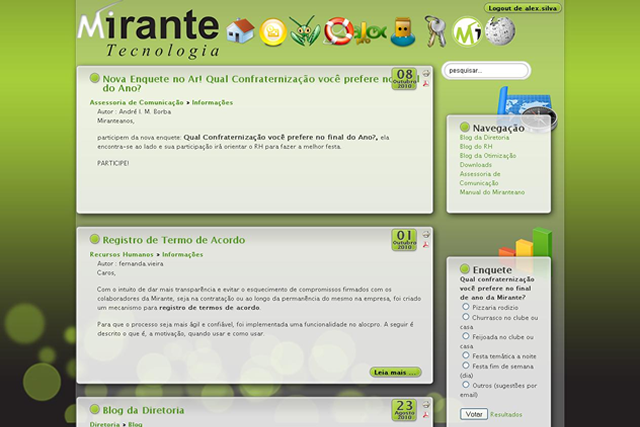 Mirante
Tecnologia
Logout de alex.silva
pesquisar...
Nova Enquete no Ar! Qual Confraternização você prefere no
do Ano?
08
Outubro
2010
Assessoria de Comunicação » Informações
Autor : André I. M. Borba
Miranteanos,
participem da nova enquete: Qual Confraternização você prefere no final do Ano?, ela
encontra-se ao lado e sua participação irá orientar o RH para fazer a melhor festa.
PARTICIPE!
Navegação
Blog da Diretoria
Blog do RH
Blog da Otimização
Downloads
Assessoria de
Comunicação
Manual do Miranteano
Registro de Termo de Acordo
01
Outubro
2010
Recursos Humanos » Informações
Autor : fernanda.vieira
Caros,
Com o intuito de dar mais transparência e evitar o esquecimento de compromissos firmados com os
colaboradores da Mirante, seja na contratação ou ao longo da permanência do mesmo na empresa, foi criado
um mecanismo para registro de termos de acordo.
Para que o processo seja mais ágil e confiável, foi implementada uma funcionalidade no alocpro. A seguir é
descrito o que é, a motivação, quando usar e como usar.
Leia mais ...
Enquete
Qual confraternização
você prefere no final
de ano da Mirante?
Pizzaria rodízio
Churrasco no clube ou
casa
Feijoada no clube ou
casa
Festa temática a noite
Festa fim de semana
(dia)
Outros (sugestões por
email)
Votar Resultados
Blog da Diretoria
23
Agosto
2010
Diretoria » Blog